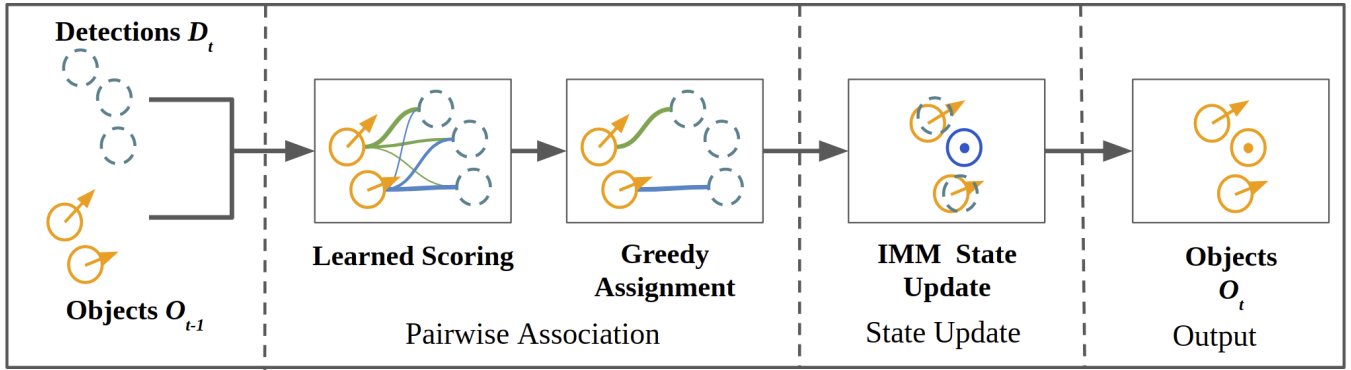 Detections D_t
Objects O_t-1
Learned Scoring
Greedy
Assignment
Pairwise Association
IMM State
Update
State Update
Objects
O_t
Output